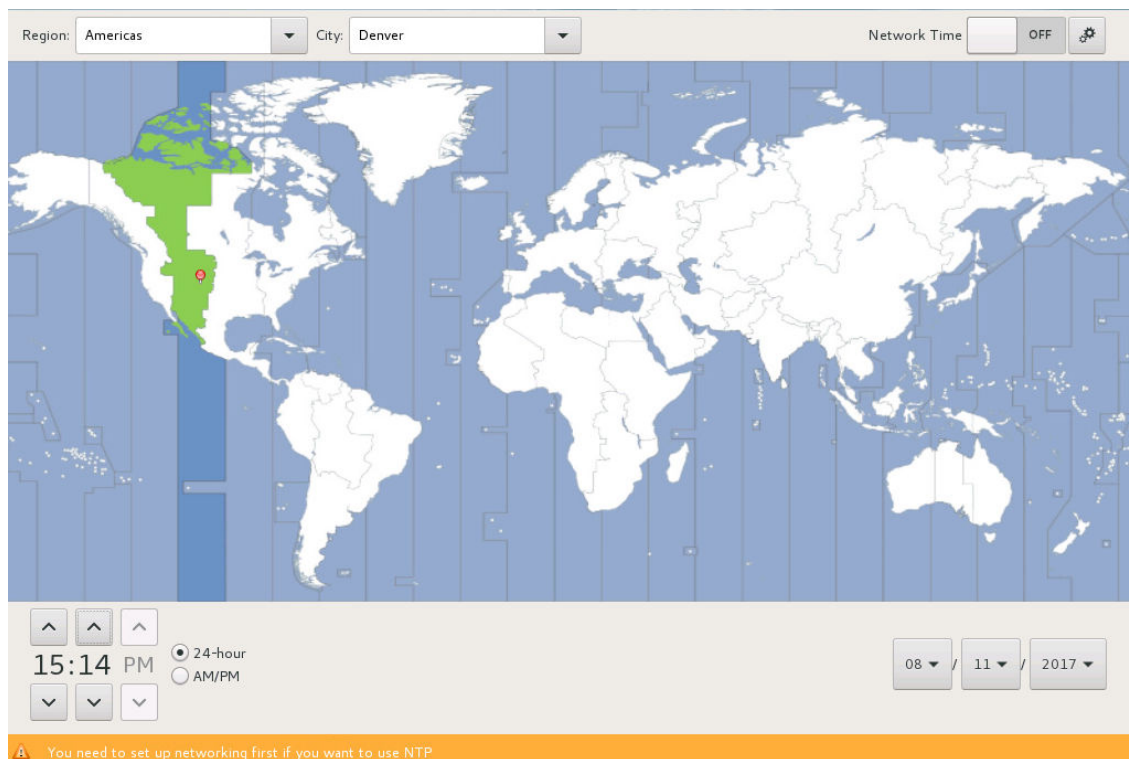 Region: Americas City: Denver Network Time OFF
15:14 PM
24-hour
AM/PM
08 / 11 / 2017
You need to set up networking first if you want to use NTP